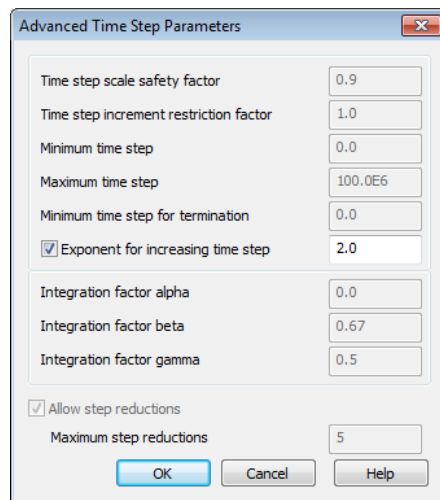 Advanced Time Step Parameters
Time step scale safety factor 0.9
Time step increment restriction factor 1.0
Minimum time step 0.0
Maximum time step 100.0E6
Minimum time step for termination 0.0
Exponent for increasing time step 2.0
Integration factor alpha 0.0
Integration factor beta 0.67
Integration factor gamma 0.5
Allow step reductions
Maximum step reductions 5
OK Cancel Help